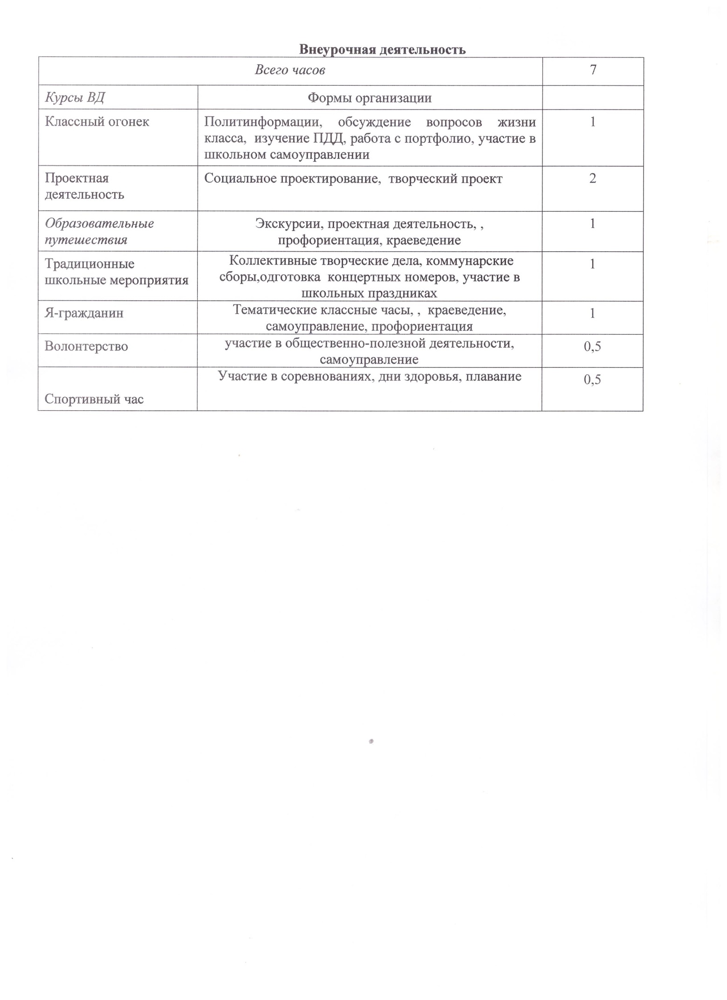 Внеурочная деятельность
Всего часов 7
Курсы ВД Формы организации
Классный огонек Политинформации, обсуждение вопросов жизни 1
класса, изучение ПДД, работа с портфолио, участие в
школьном самоуправлении
Проектная Социальное проектирование, творческий проект 2
деятельность
Образовательные Экскурсии, проектная деятельность, , 1
путешествия профориентация, краеведение
Традиционные Коллективные творческие дела, коммунарские 1
школьные мероприятия сборы,одготовка концертных номеров, участие в
школьных праздниках
Я-гражданин Тематические классные часы, , краеведение, 1
самоуправление, профориентация
Волонтерство участие в общественно-полезной деятельности, 0,5
самоуправление
Участие в соревнованиях, дни здоровья, плавание 0,5
Спортивный час